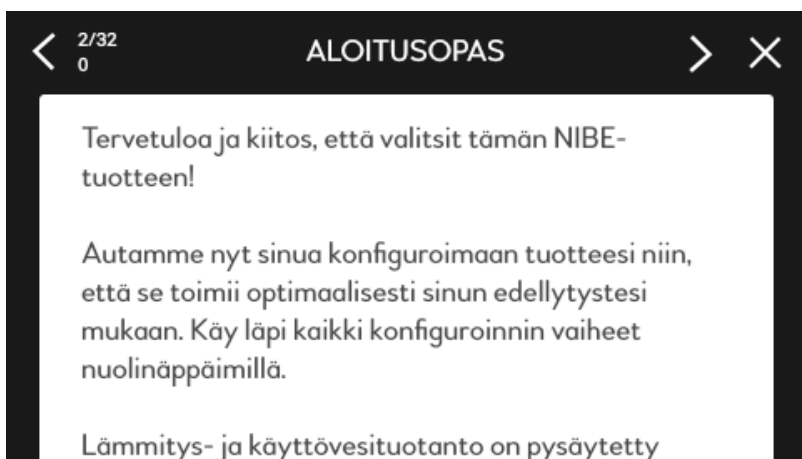 2/32
0
ALOITUSOPAS
Tervetuloa ja kiitos, että valitsit tämän NIBE-
tuotteen!
Autamme nyt sinua konfiguroimaan tuotteesi niin,
että se toimii optimaalisesti sinun edellytystesi
mukaan. Käy läpi kaikki konfiguroinnin vaiheet
nuolinäppäimillä.
Lämmitys- ja käyttövesituotanto on pysäytetty